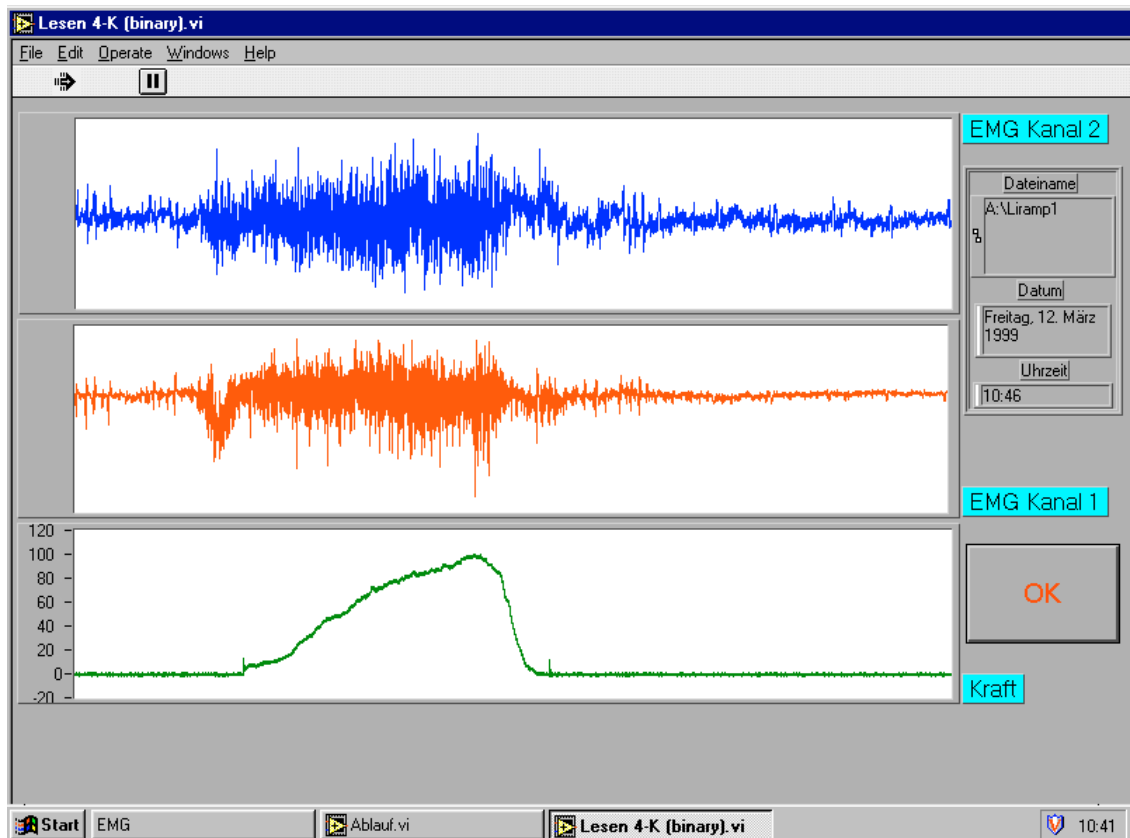 Lesen 4-K (binary).vi
File Edit Operate Windows Help
EMG Kanal 2
Dateiname
A:\Liramp1
Datum
Freitag, 12. März
1999
Uhrzeit
10:46
EMG Kanal 1
120
100
80
60
40
20
0
-20
OK
Kraft
Start EMG Ablauf.vi Lesen 4-K (binary).vi 10:41